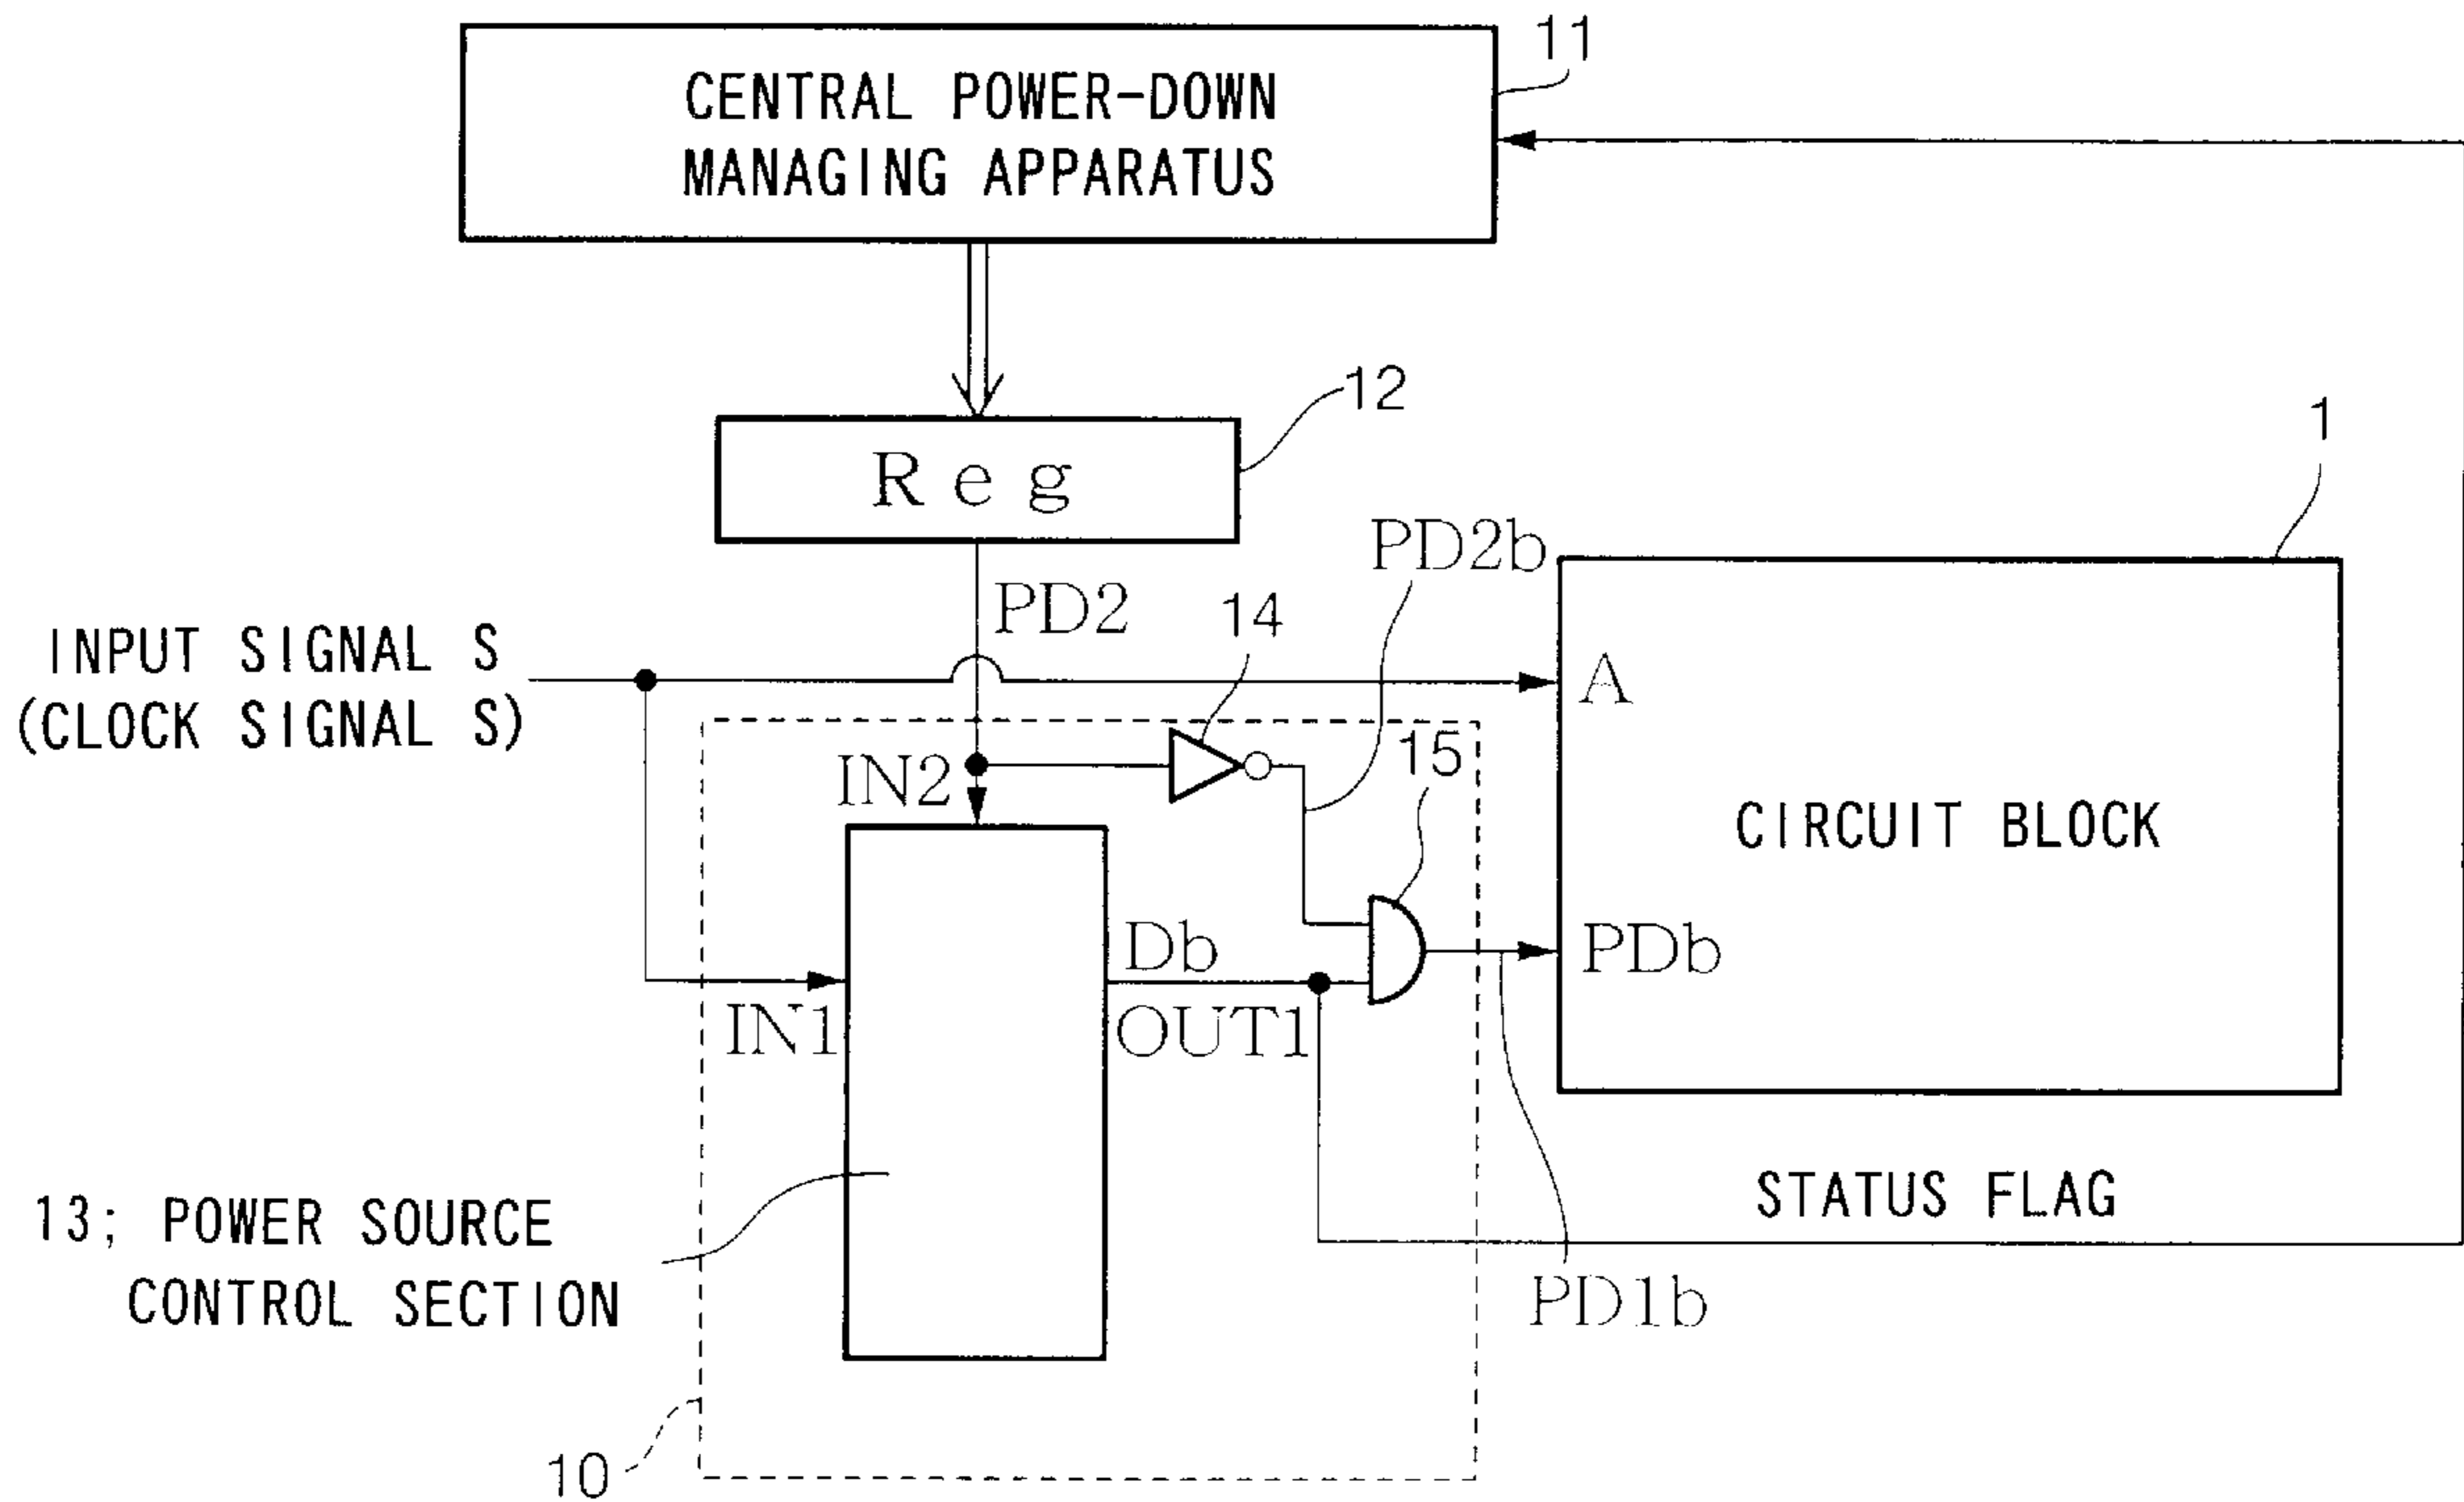 11
CENTRAL POWER-DOWN
MANAGING APPARATUS
12
Reg
1
PD2b
PD2
14
INPUT SIGNAL S
(CLOCK SIGNAL S)
A
15
IN2
CIRCUIT BLOCK
Db
PDb
IN1
OUT1
STATUS FLAG
13; POWER SOURCE
CONTROL SECTION
PD1b
10